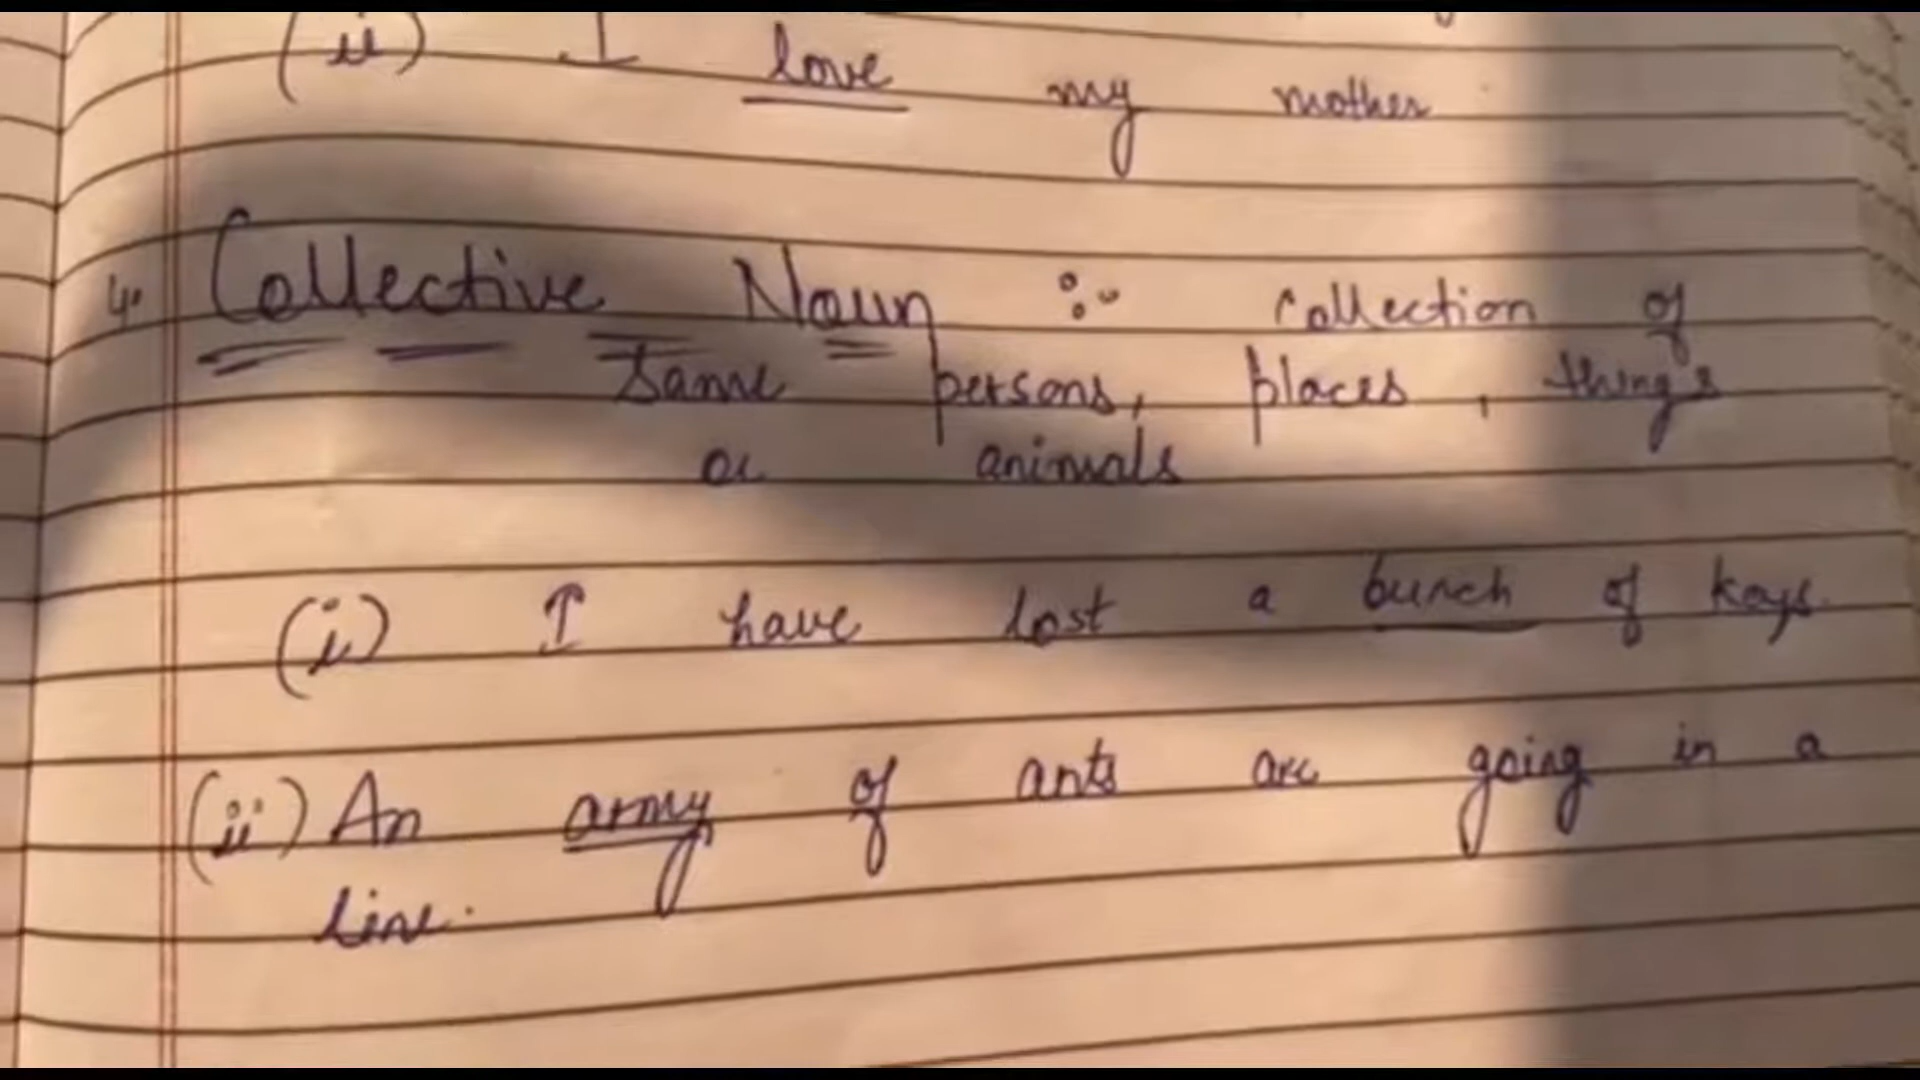 (ii) I love my mother
4. Collective Noun :- Collection of
same persons, places, things
or animals
(i) I have lost a bunch of keys.
(ii) An army of ants are going in a
line.